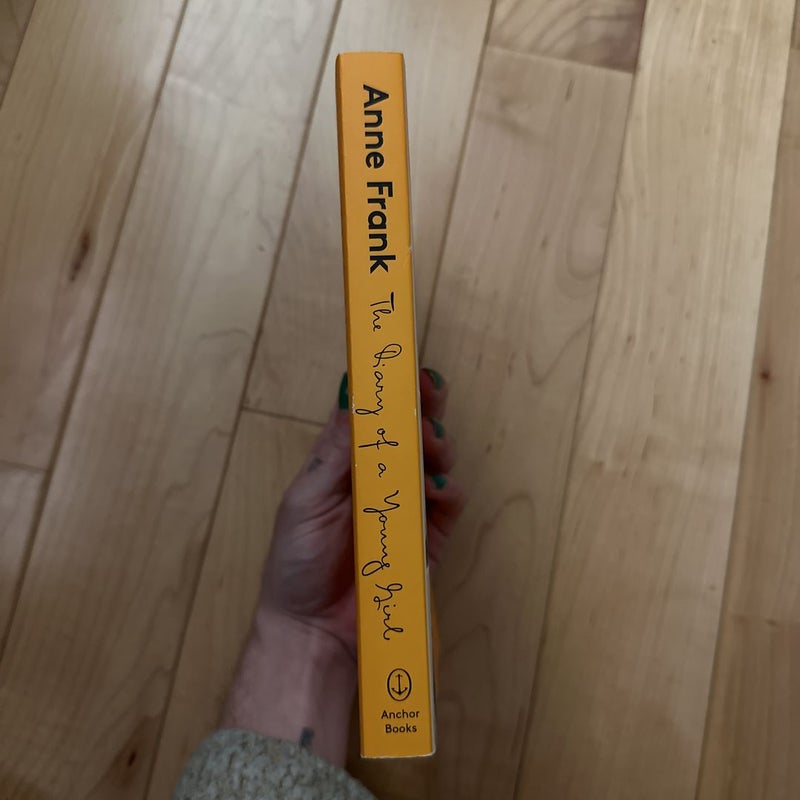 Anne Frank The Diary of a Young Girl
Anchor
Books